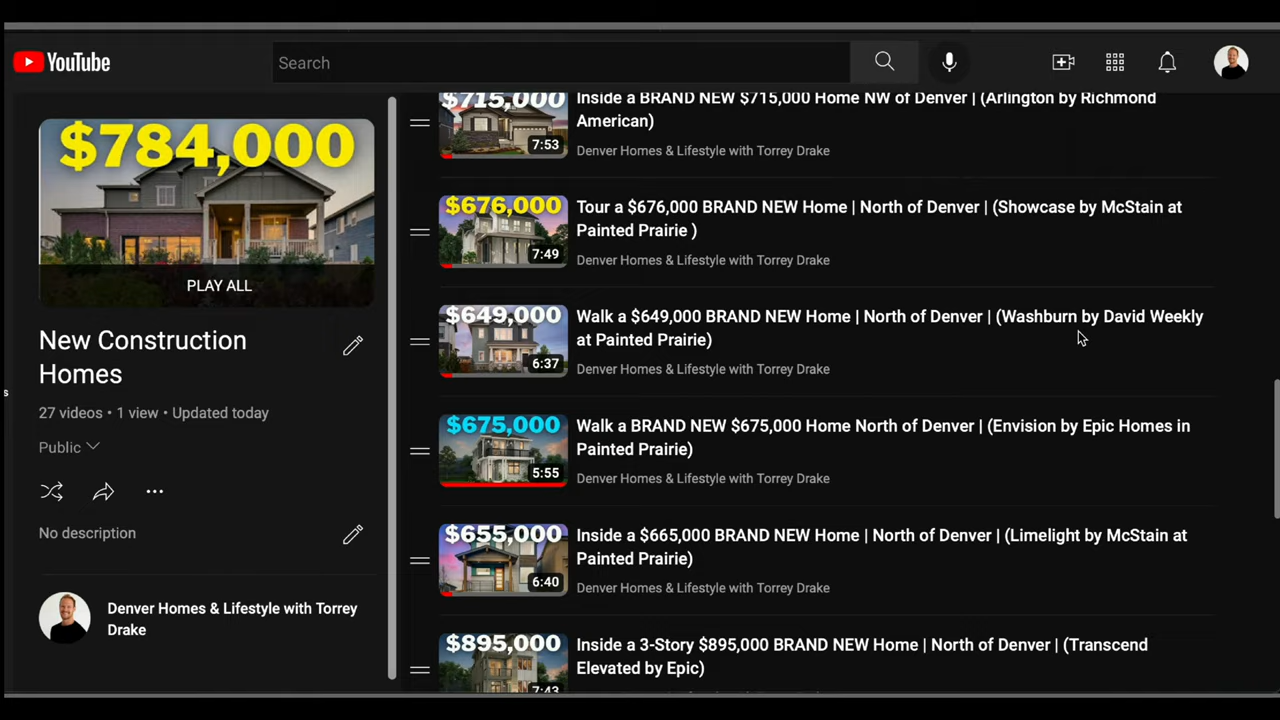 YouTube
Search
$784,000
PLAY ALL
New Construction
Homes
27 videos • 1 view • Updated today
Public
No description
Denver Homes & Lifestyle with Torrey
Drake
s
$715,000
7:53
Inside a BRAND NEW $715,000 Home NW of Denver | (Arlington by Richmond
American)
Denver Homes & Lifestyle with Torrey Drake
$676,000
7:49
Tour a $676,000 BRAND NEW Home | North of Denver | (Showcase by McStain at
Painted Prairie )
Denver Homes & Lifestyle with Torrey Drake
$649,000
6:37
Walk a $649,000 BRAND NEW Home | North of Denver | (Washburn by David Weekly
at Painted Prairie)
Denver Homes & Lifestyle with Torrey Drake
$675,000
5:55
Walk a BRAND NEW $675,000 Home North of Denver | (Envision by Epic Homes in
Painted Prairie)
Denver Homes & Lifestyle with Torrey Drake
$655,000
6:40
Inside a $665,000 BRAND NEW Home | North of Denver | (Limelight by McStain at
Painted Prairie)
Denver Homes & Lifestyle with Torrey Drake
$895,000
7:43
Inside a 3-Story $895,000 BRAND NEW Home | North of Denver | (Transcend
Elevated by Epic)